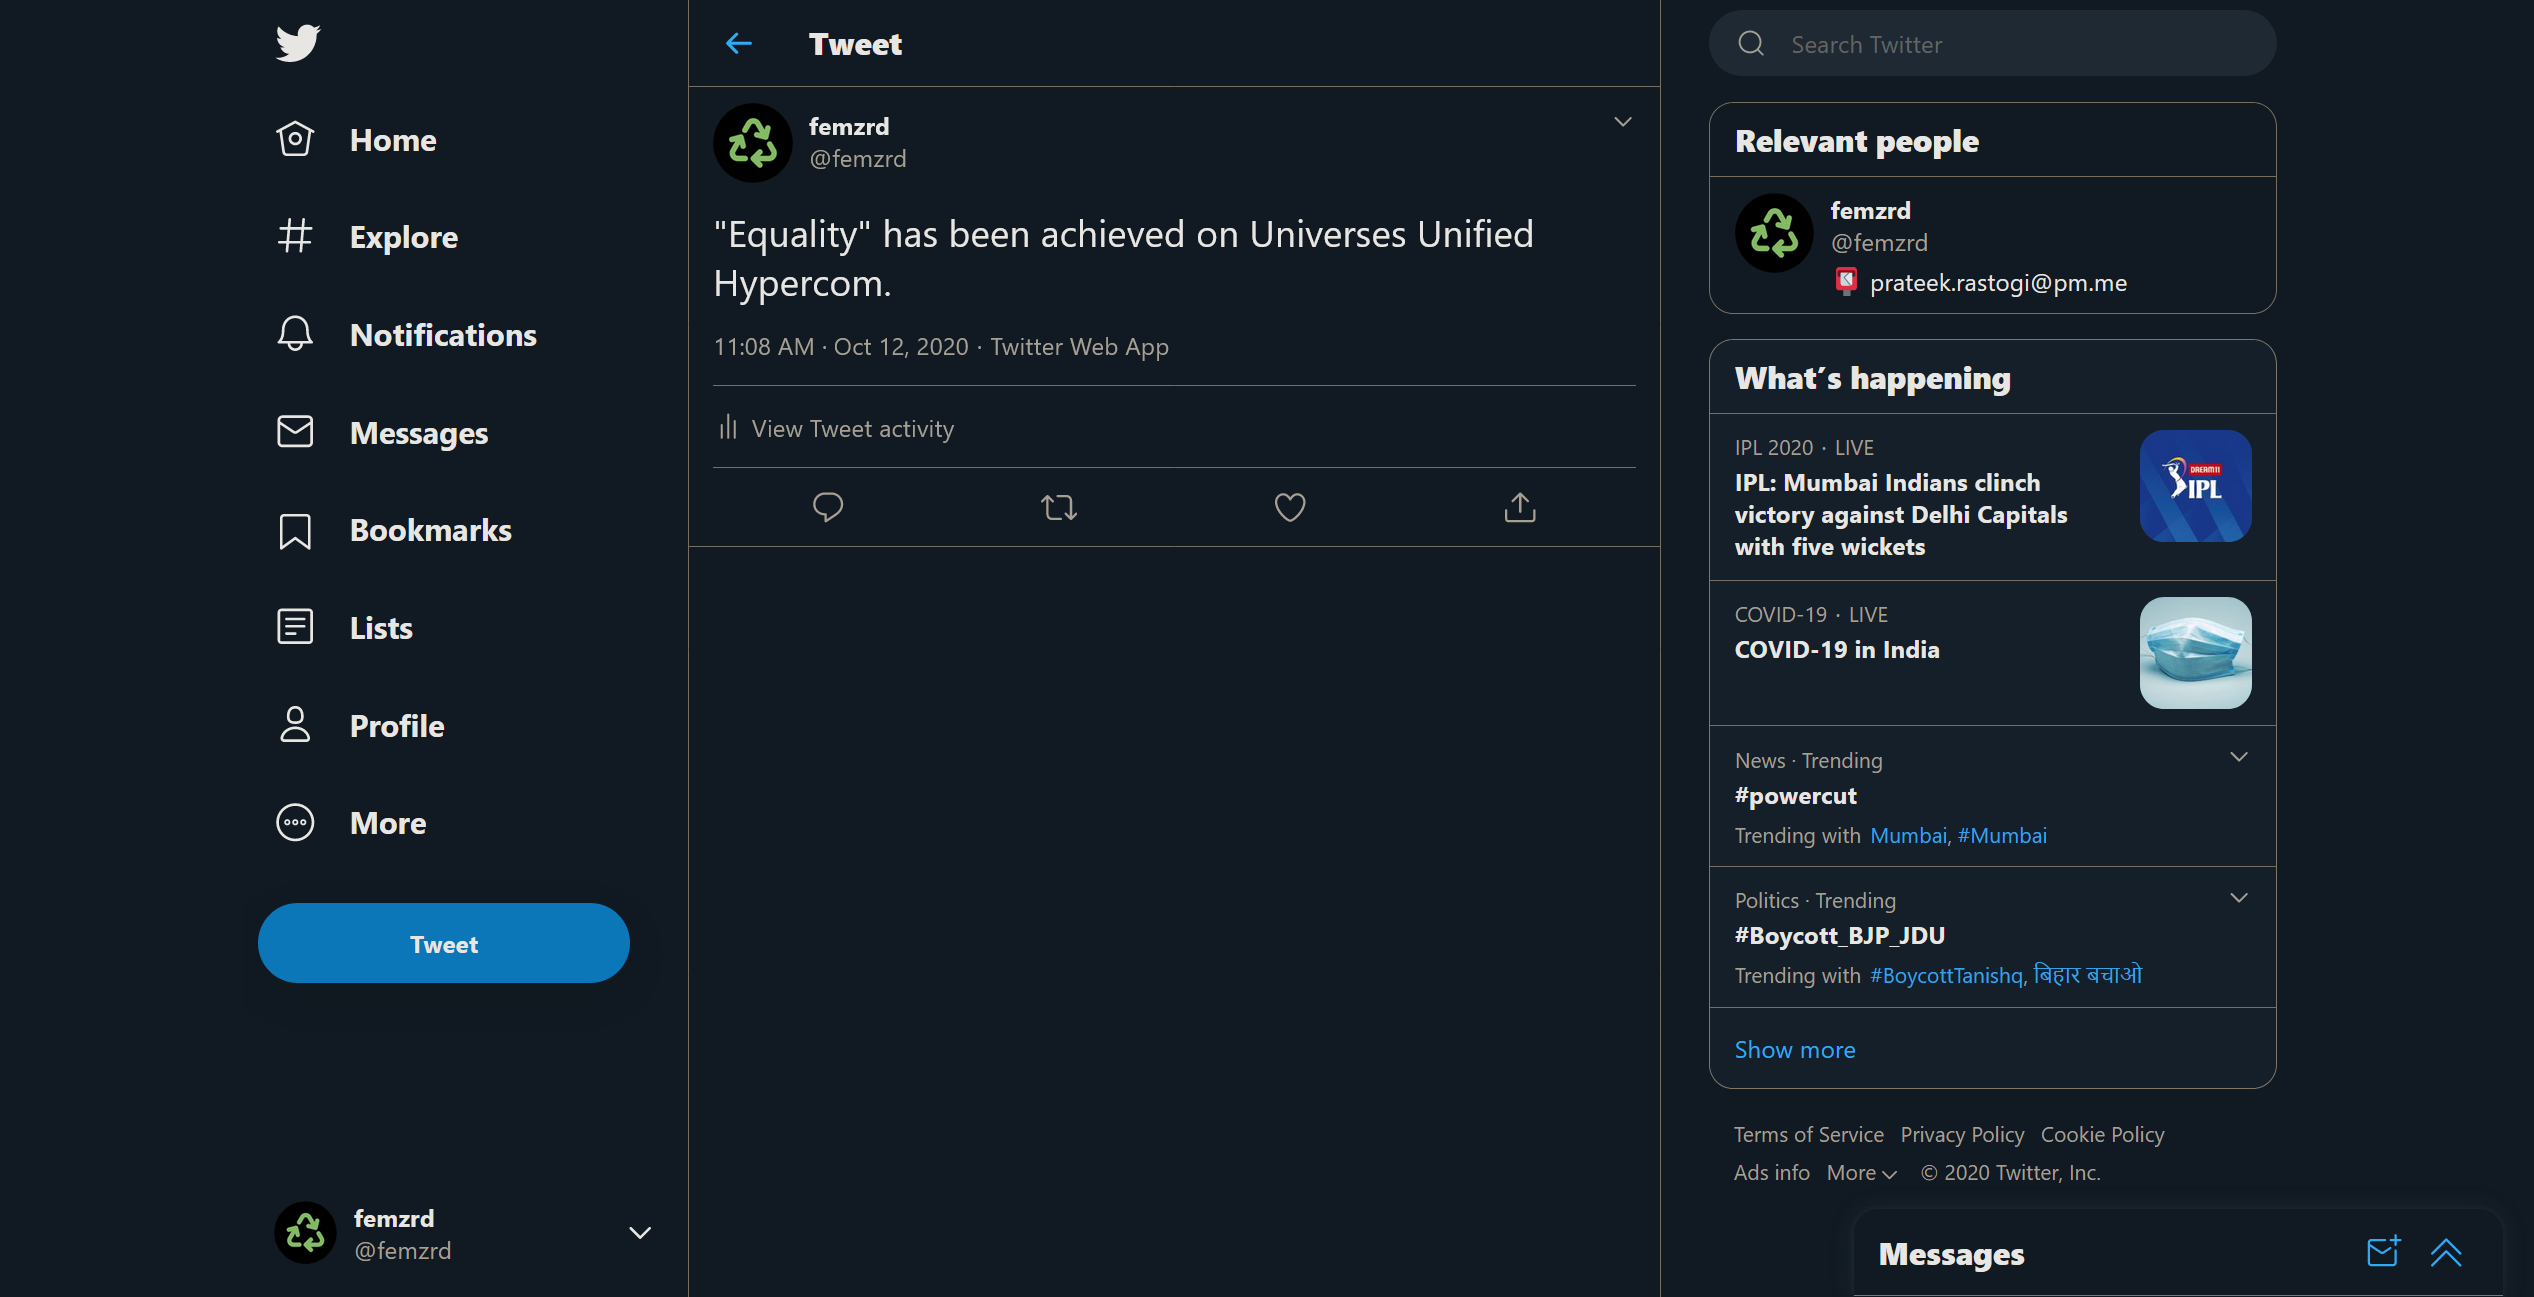 Home
Explore
Notifications
Messages
Bookmarks
Lists
Profile
More
Tweet
femzrd
@femzrd
Tweet
femzrd
@femzrd
"Equality" has been achieved on Universes Unified
Hypercom.
11:08 AM · Oct 12, 2020 · Twitter Web App
View Tweet activity
Search Twitter
Relevant people
femzrd
@femzrd
prateek.rastogi@pm.me
What's happening
IPL 2020 · LIVE
IPL: Mumbai Indians clinch
victory against Delhi Capitals
with five wickets
DREAM11
IPL
COVID-19 · LIVE
COVID-19 in India
News · Trending
#powercut
Trending with Mumbai, #Mumbai
Politics · Trending
#Boycott_BJP_JDU
Trending with #BoycottTanishq, बिहार बचाओ
Show more
Terms of Service Privacy Policy Cookie Policy
Ads info More © 2020 Twitter, Inc.
Messages